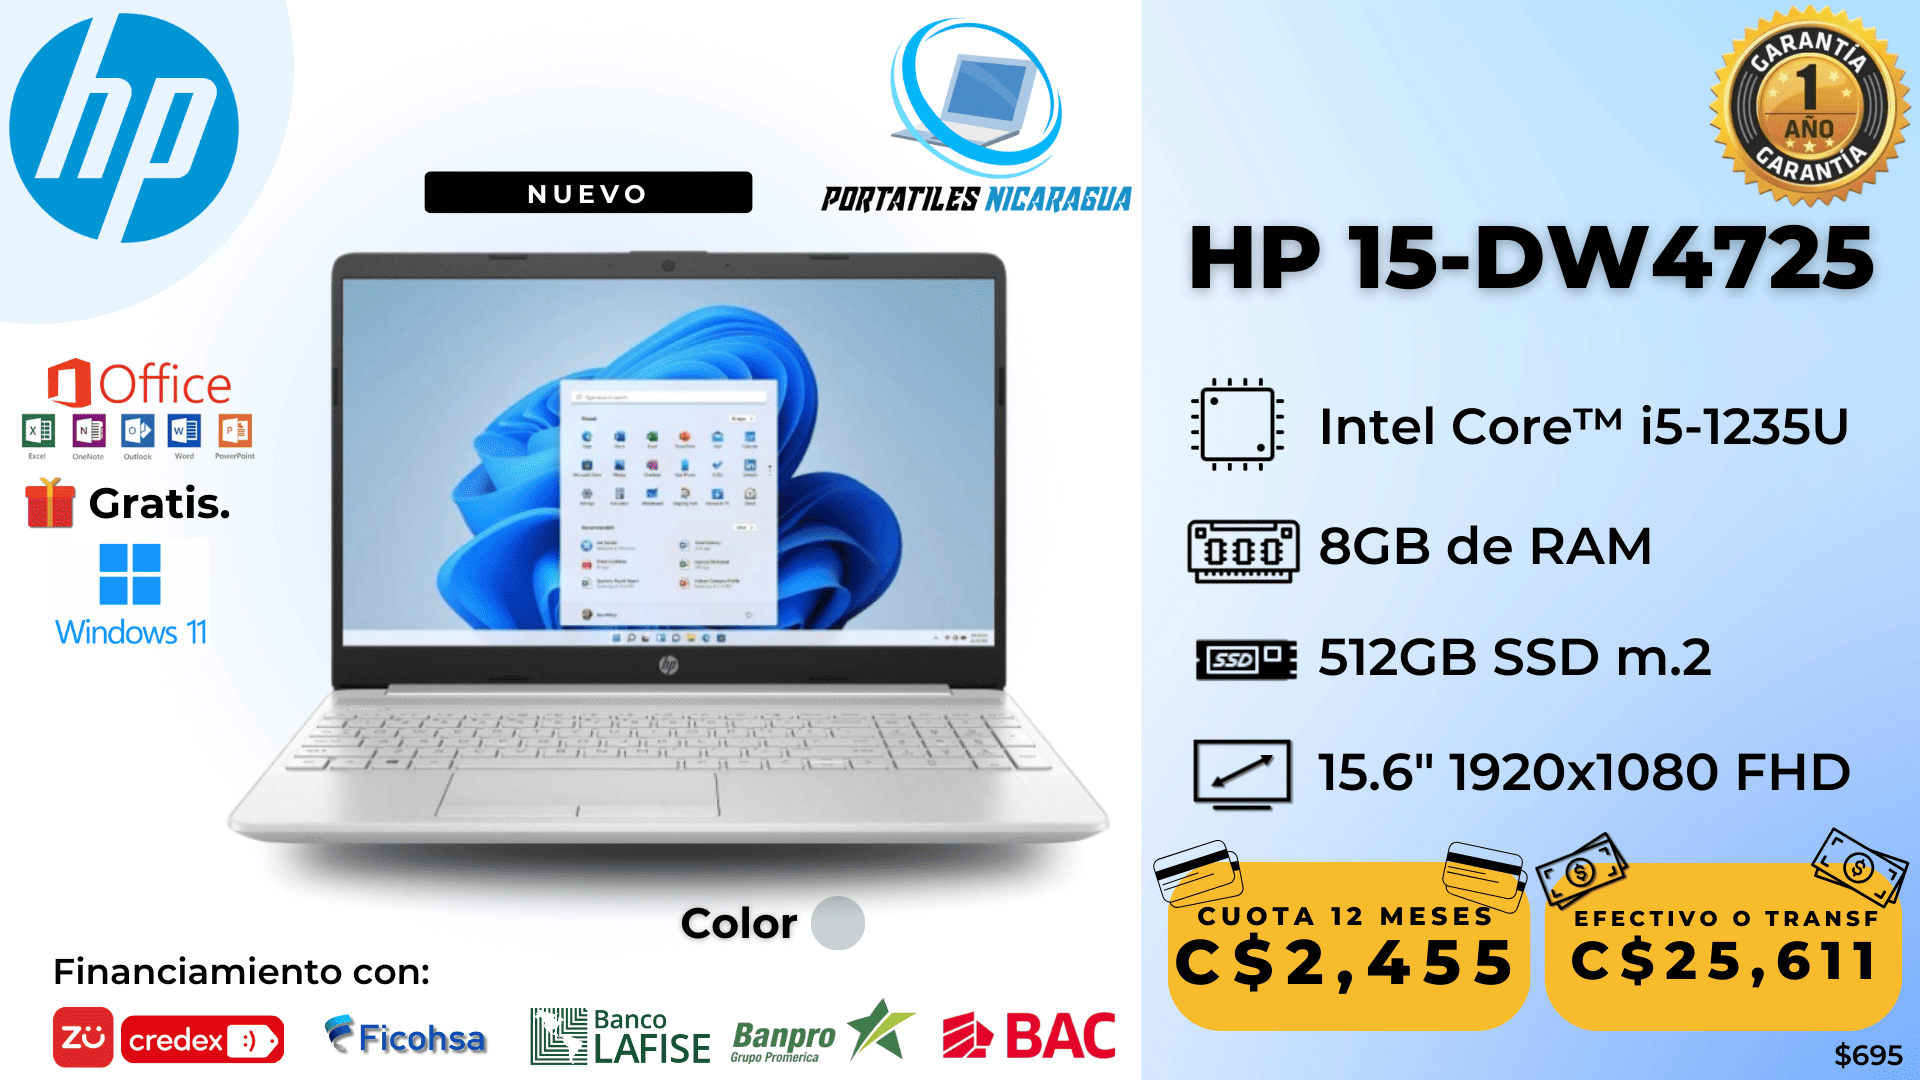 hp
NUEVO
PORTATILES NICARAGUA
GARANTÍA
1
AÑO
GARANTÍA
HP 15-DW4725
Office
Excel
OneNote
Outlook
Word
PowerPoint
Gratis.
Windows 11
Intel Core™ i5-1235U
8GB de RAM
SSD
512GB SSD m.2
15.6" 1920x1080 FHD
hp
Color
CUOTA 12 MESES
C$2,455
EFECTIVO O TRANSF
C$25,611
Financiamiento con:
ZU
credex :)
Ficohsa
Banco
LAFISE
Banpro
Grupo Promerica
BAC
$695